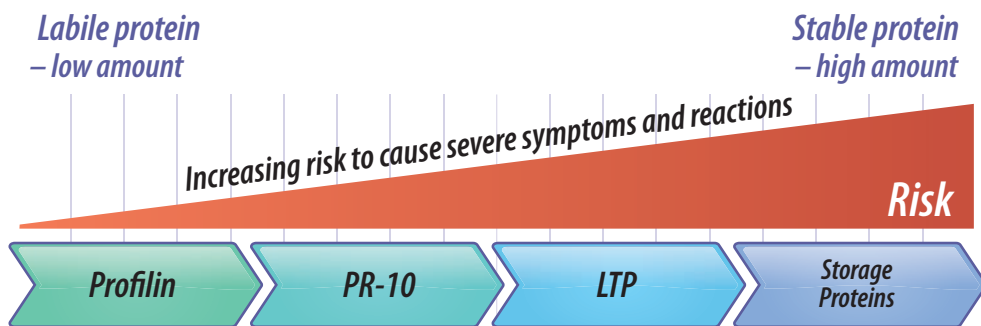 Labile protein
– low amount
Stable protein
– high amount
Increasing risk to cause severe symptoms and reactions
Risk
Profilin
PR-10
LTP
Storage
Proteins